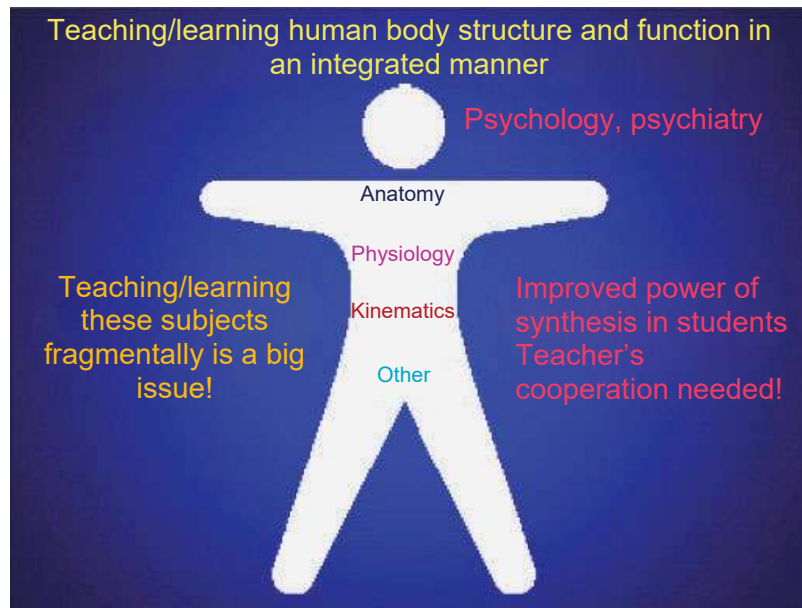 Teaching/learning human body structure and function in
an integrated manner
Psychology, psychiatry
Anatomy
Physiology
Kinematics
Other
Teaching/learning
these subjects
fragmentally is a big
issue!
Improved power of
synthesis in students
Teacher’s
cooperation needed!